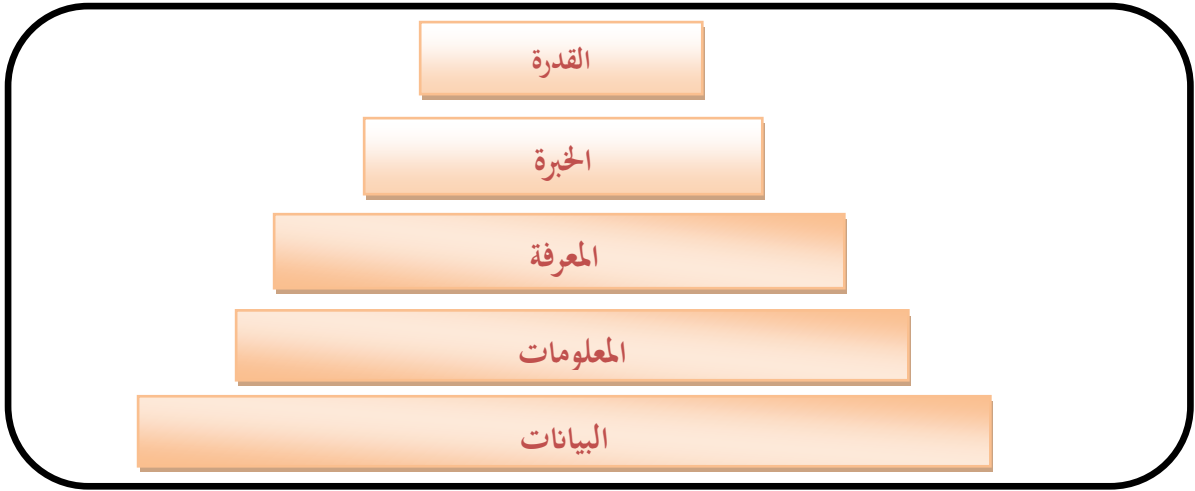 القدرة
الخبرة
المعرفة
المعلومات
البيانات